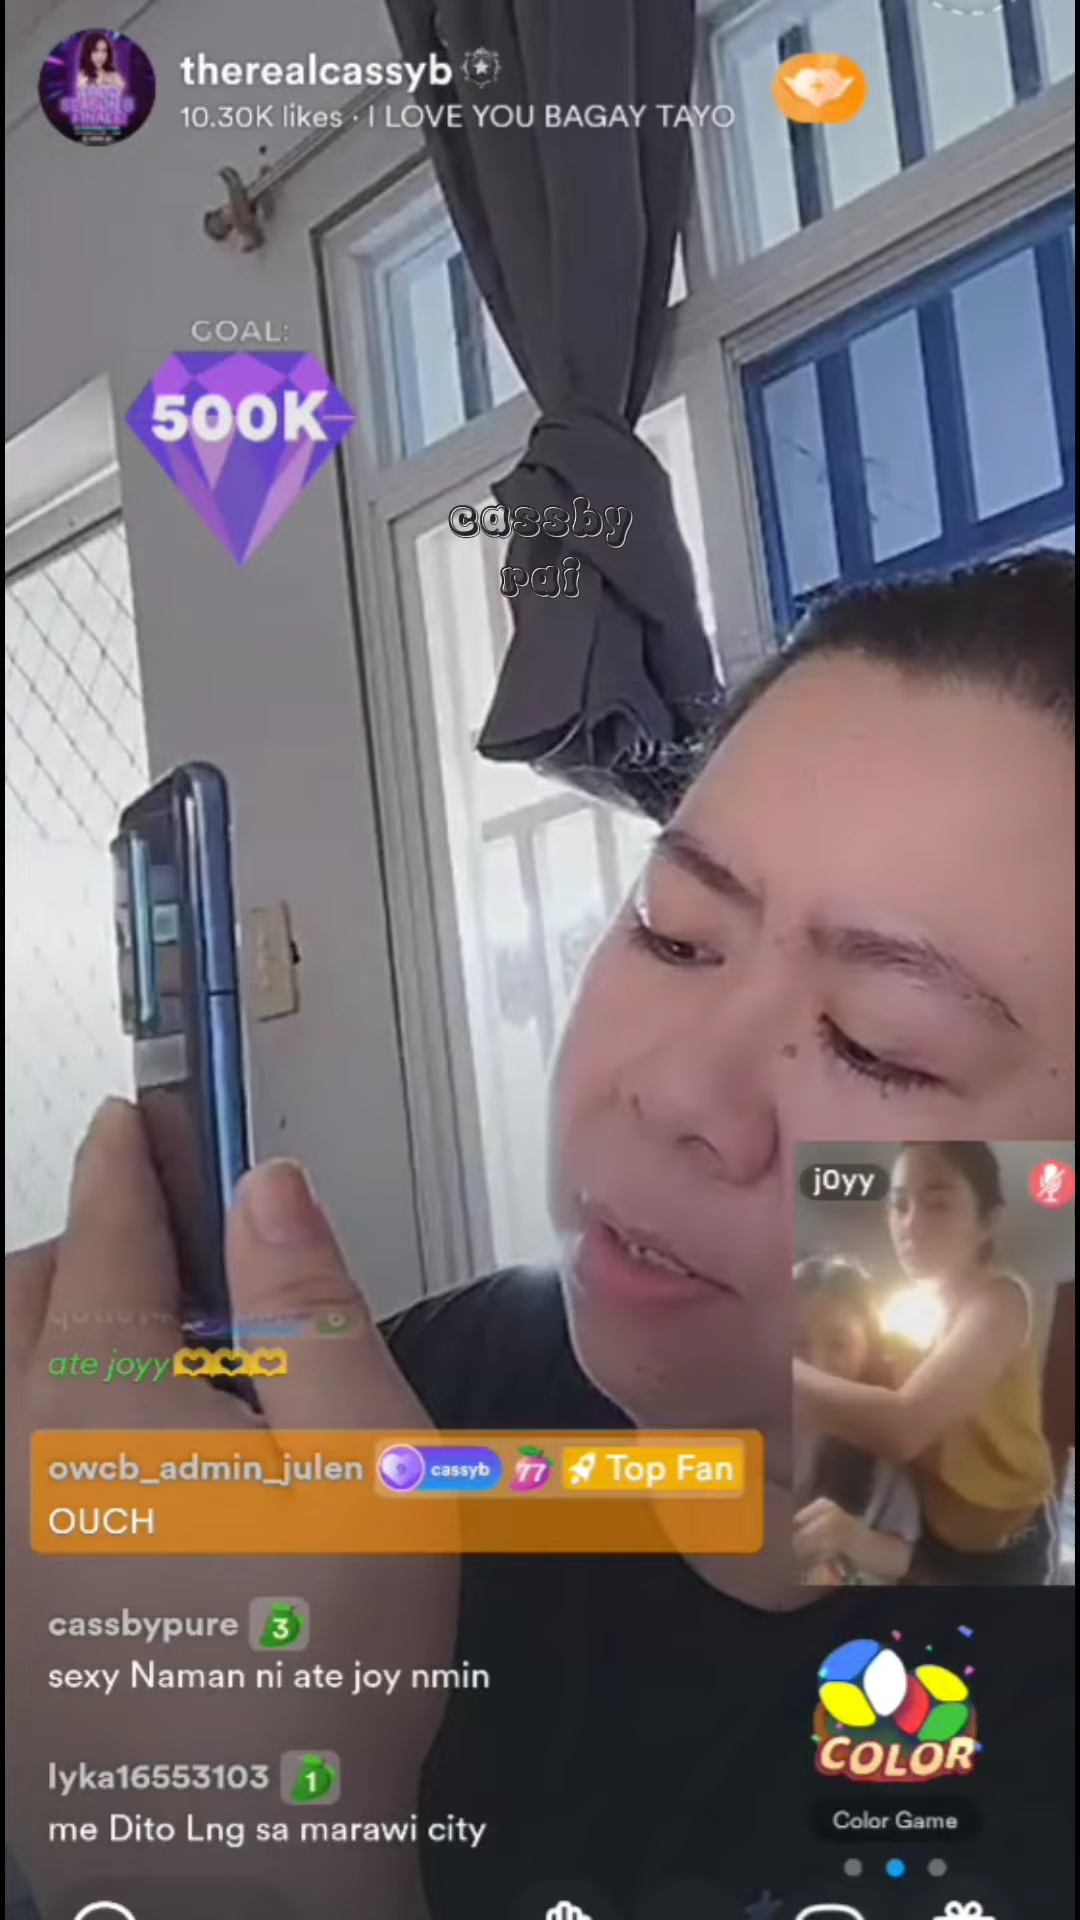 therealcassyb
10.30K likes · I LOVE YOU BAGAY TAYO
GOAL:
500K
cassby
rai
j0yy
ate joyy
owcb_admin_julen 9 cassyb 77 Top Fan
OUCH
cassbypure 3
sexy Naman ni ate joy nmin
lyka16553103 1
me Dito Lng sa marawi city
COLOR
Color Game